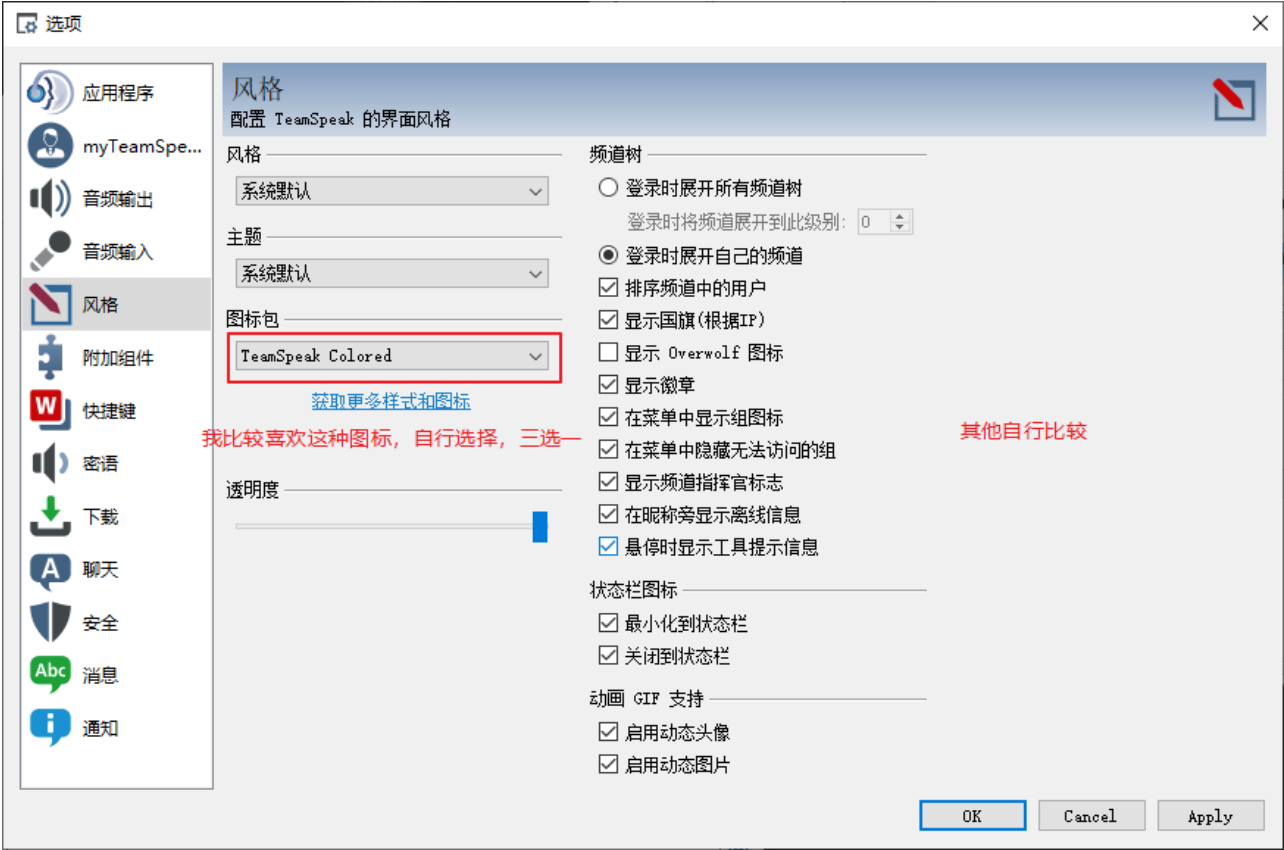 选项
应用程序
myTeamSpe...
音频输出
音频输入
风格
附加组件
快捷键
密语
下载
聊天
安全
消息
通知
W
A
Abc
i
风格
配置 TeamSpeak 的界面风格
风格
系统默认
主题
系统默认
图标包
TeamSpeak Colored
获取更多样式和图标
我比较喜欢这种图标，自行选择，三选一
透明度
频道树
登录时展开所有频道树
登录时将频道展开到此级别: 0
登录时展开自己的频道
排序频道中的用户
显示国旗(根据IP)
显示 Overwolf 图标
显示徽章
在菜单中显示组图标
在菜单中隐藏无法访问的组
显示频道指挥官标志
在昵称旁显示离线信息
悬停时显示工具提示信息
其他自行比较
状态栏图标
最小化到状态栏
关闭到状态栏
动画 GIF 支持
启用动态头像
启用动态图片
OK
Cancel
Apply